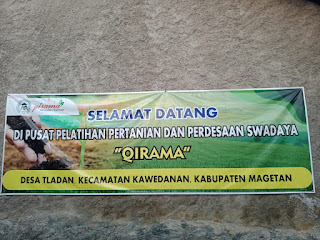 SELAMAT DATANG
DI PUSAT PELATIHAN PERTANIAN DAN PERDESAAN SWADAYA
"QIRAMA"
DESA TLADAN, KECAMATAN KAWEDANAN, KABUPATEN MAGETAN